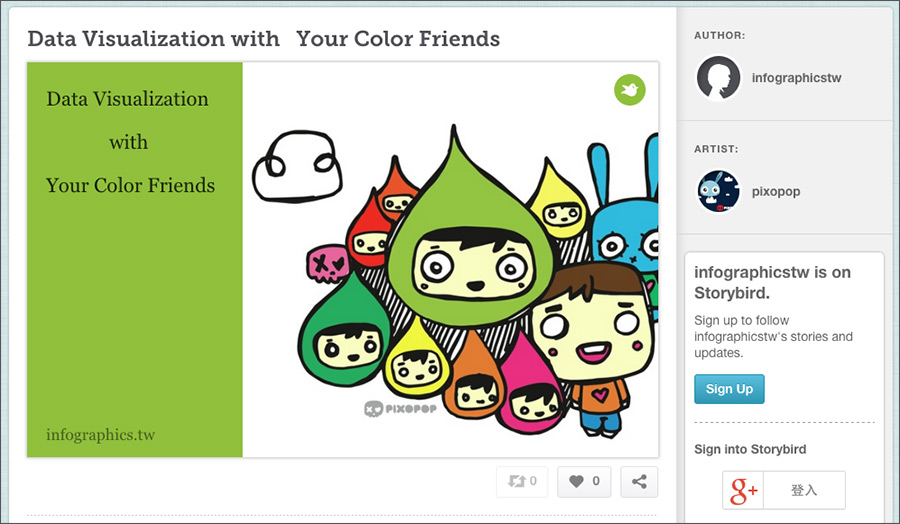 Data Visualization with Your Color Friends
Data Visualization
with
Your Color Friends
infographics.tw
PIXOPOP
0
0
AUTHOR:
infographicstw
ARTIST:
pixopop
infographicstw is on
Storybird.
Sign up to follow
infographicstw's stories and
updates.
Sign Up
Sign into Storybird
g+ 登入